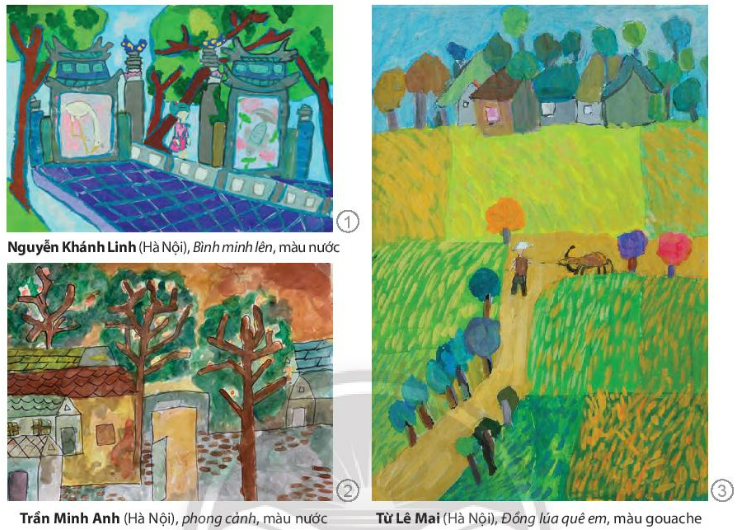 1
Nguyễn Khánh Linh (Hà Nội), Bình minh lên, màu nước
2
Trần Minh Anh (Hà Nội), phong cảnh, màu nước
3
Từ Lê Mai (Hà Nội), Đồng lúa quê em, màu gouache